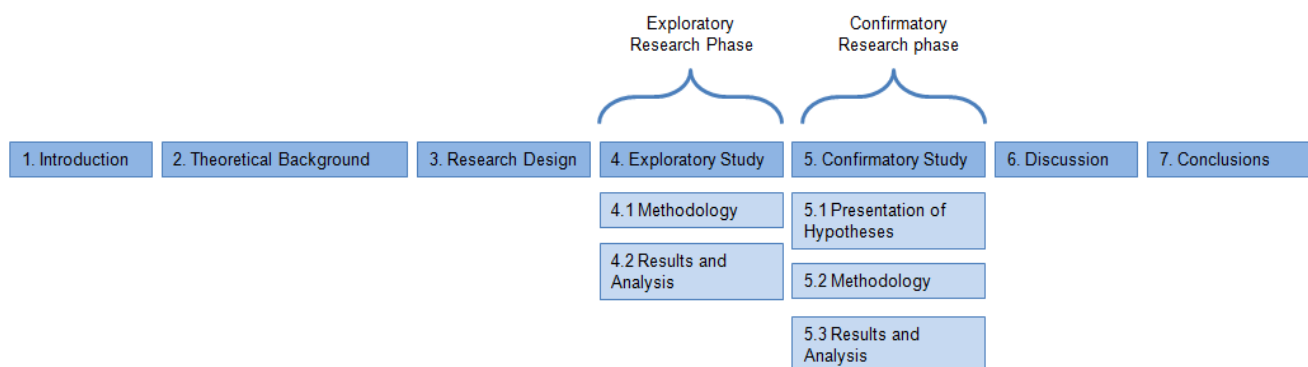 Exploratory
Research Phase
Confirmatory
Research phase
1. Introduction
2. Theoretical Background
3. Research Design
4. Exploratory Study
5. Confirmatory Study
6. Discussion
7. Conclusions
4.1 Methodology
4.2 Results and
Analysis
5.1 Presentation of
Hypotheses
5.2 Methodology
5.3 Results and
Analysis